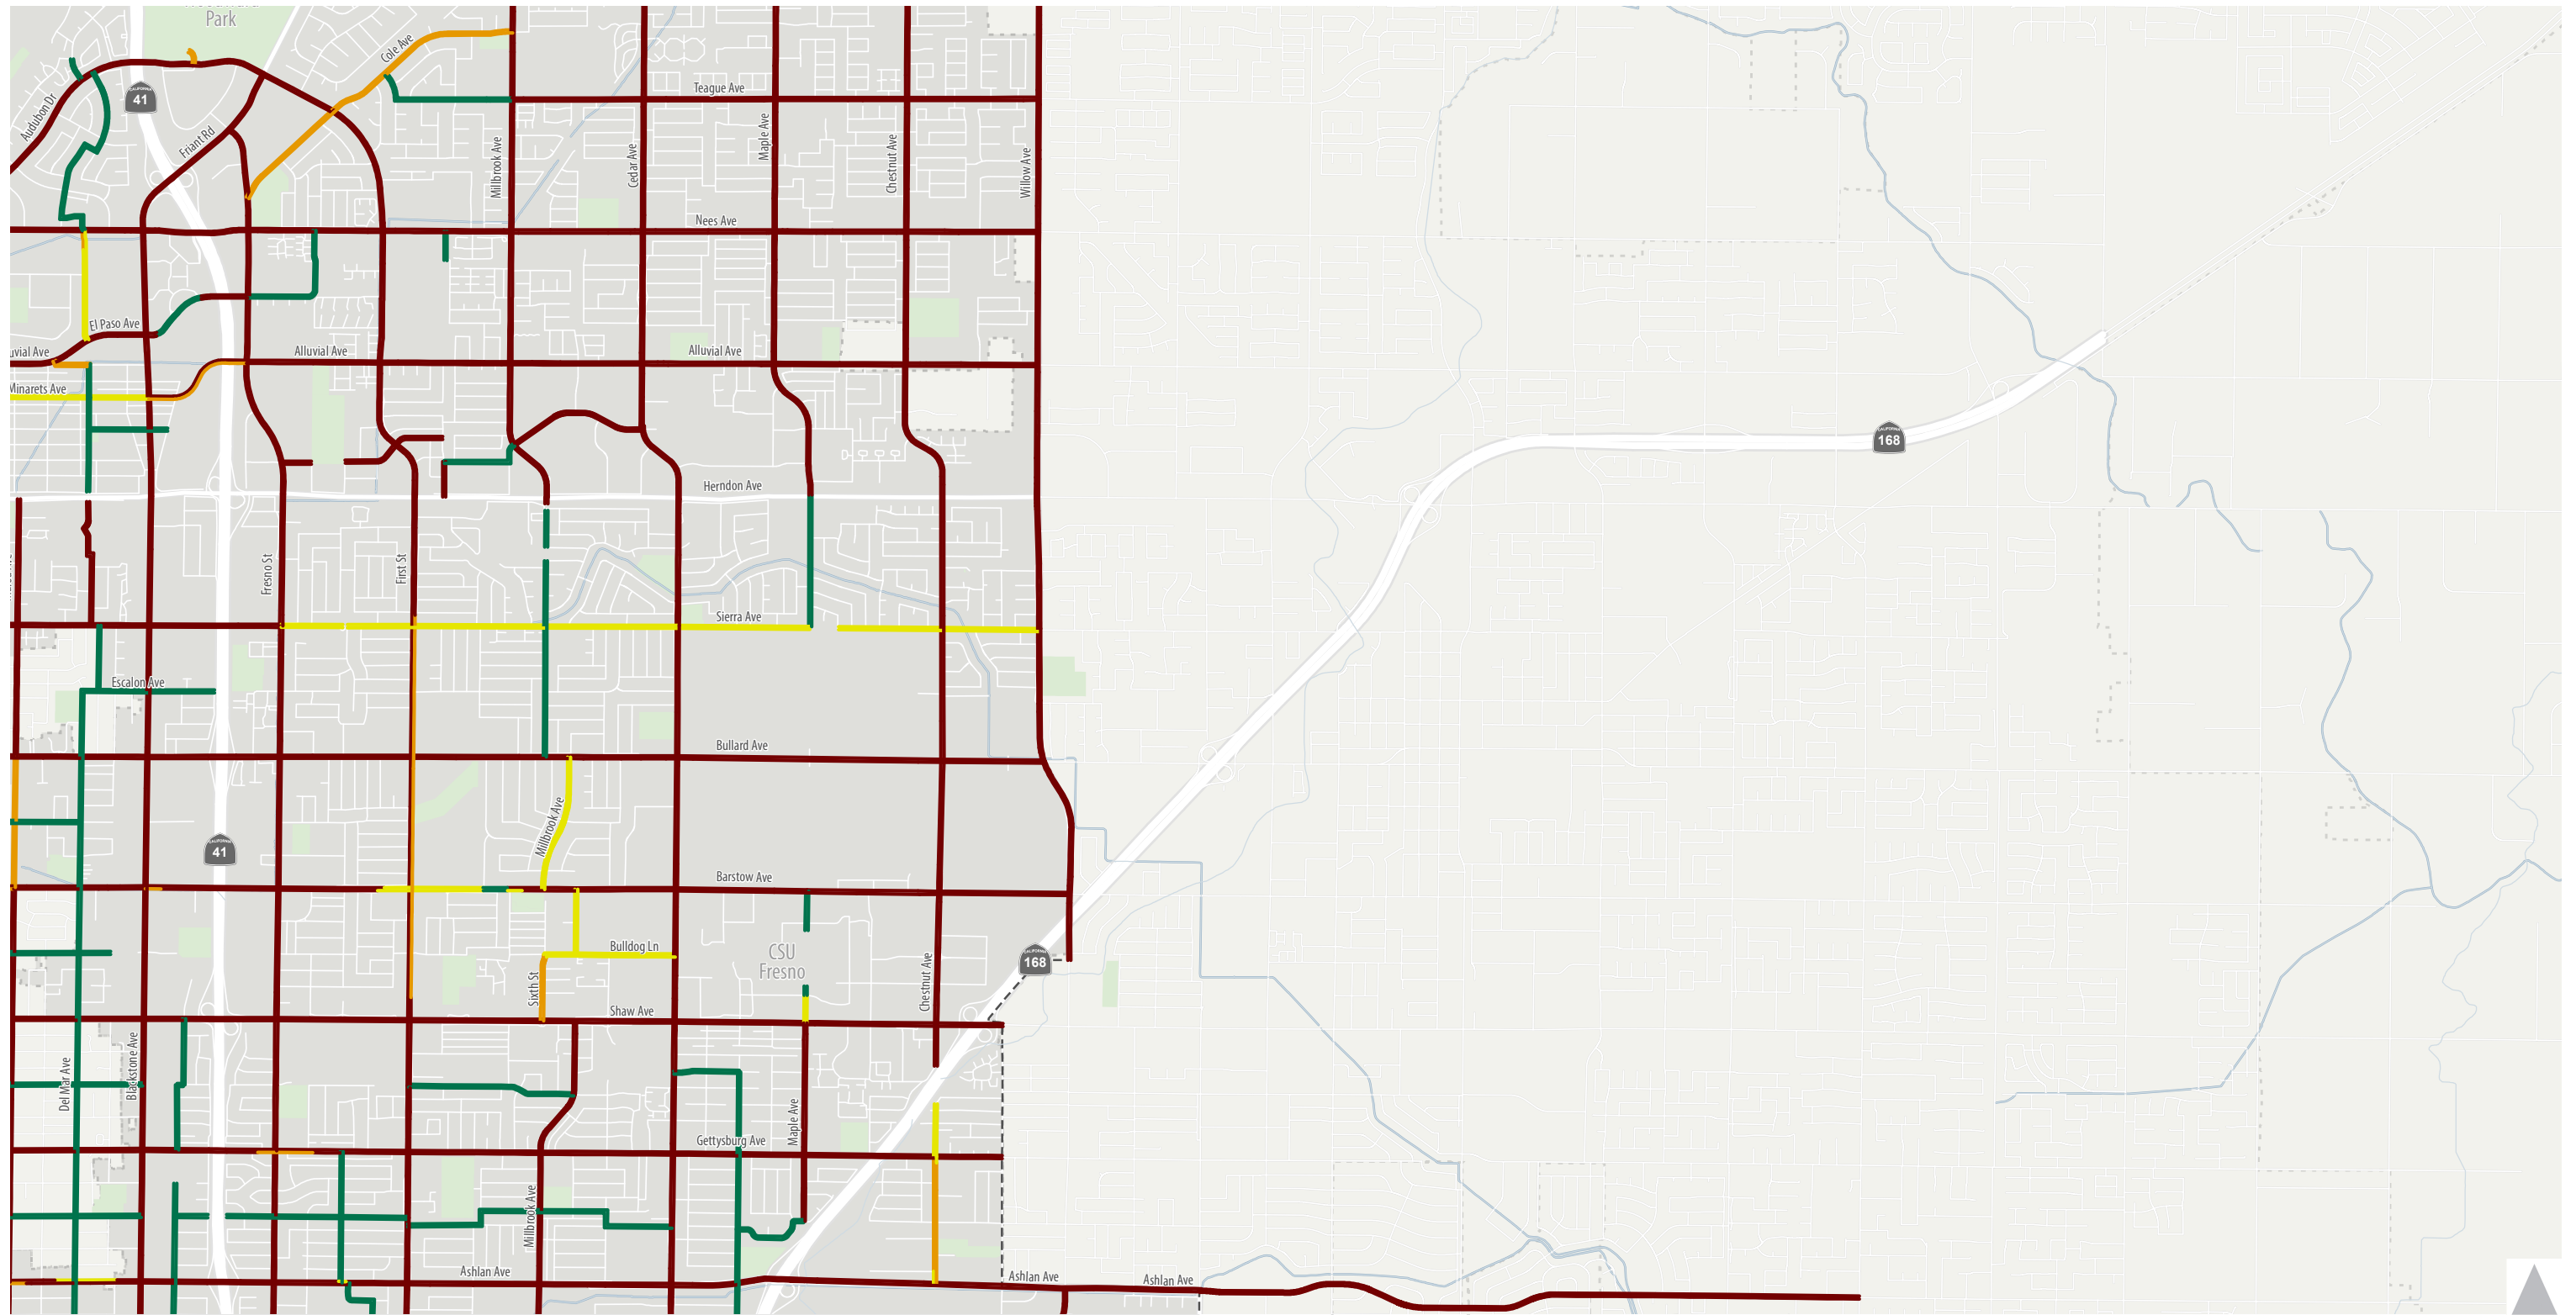 Park
Cole Ave
Audubon Dr
CALIFORNIA
41
Friant Rd
Teague Ave
Millbrook Ave
Cedar Ave
Maple Ave
Chestnut Ave
Willow Ave
Nees Ave
El Paso Ave
uvial Ave
Alluvial Ave
Alluvial Ave
Minarets Ave
CALIFORNIA
168
Herndon Ave
Fresno St
First St
Sierra Ave
Escalon Ave
Bullard Ave
Millbrook Ave
CALIFORNIA
41
Barstow Ave
Bulldog Ln
CSU
Fresno
CALIFORNIA
168
Sixth St
Chestnut Ave
Shaw Ave
Del Mar Ave
Blackstone Ave
Maple Ave
Gettysburg Ave
Millbrook Ave
Ashlan Ave
Ashlan Ave
Ashlan Ave